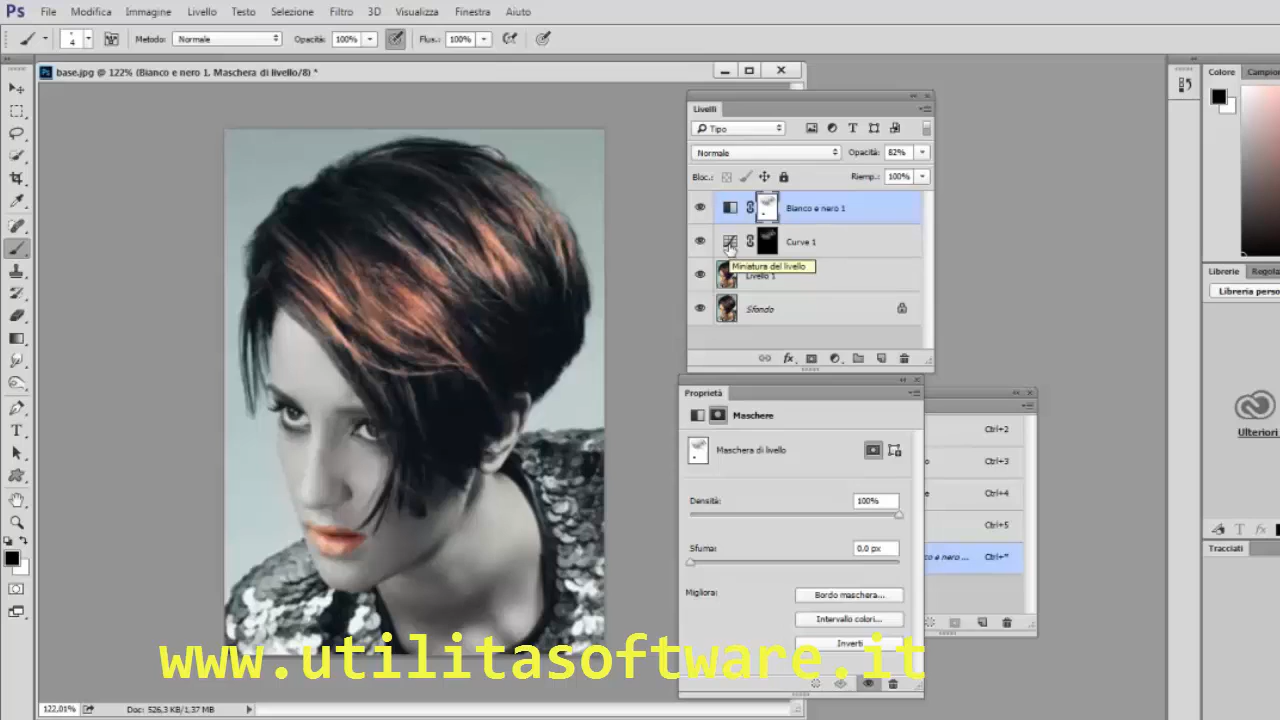 Ps File Modifica Immagine Livello Testo Selezione Filtro 3D Visualizza Finestra Aiuto
4 Metodo: Normale Opacità: 100% Flus.: 100%
base.jpg @ 122% (Bianco e nero 1, Maschera di livello/8) *
Colore Campion
Livelli
Tipo
Normale Opacità: 82%
Bloc.: Riemp.: 100%
Bianco e nero 1
Curve 1
Miniatura del livello
Livello 1
Sfondo
Librerie Regola
Libreria perso
Proprietà
Maschere
Maschera di livello
Densità: 100%
Sfuma: 0.0 px
Migliora: Bordo maschera...
Intervallo colori...
Inverti
Ctrl+2
Ctrl+3
Ctrl+4
Ctrl+5
co e nero ... Ctrl+*
Ulteriori
Tracciati
www.utilitasoftware.it
122,01% Doc: 526,3 KB/1,37 MB